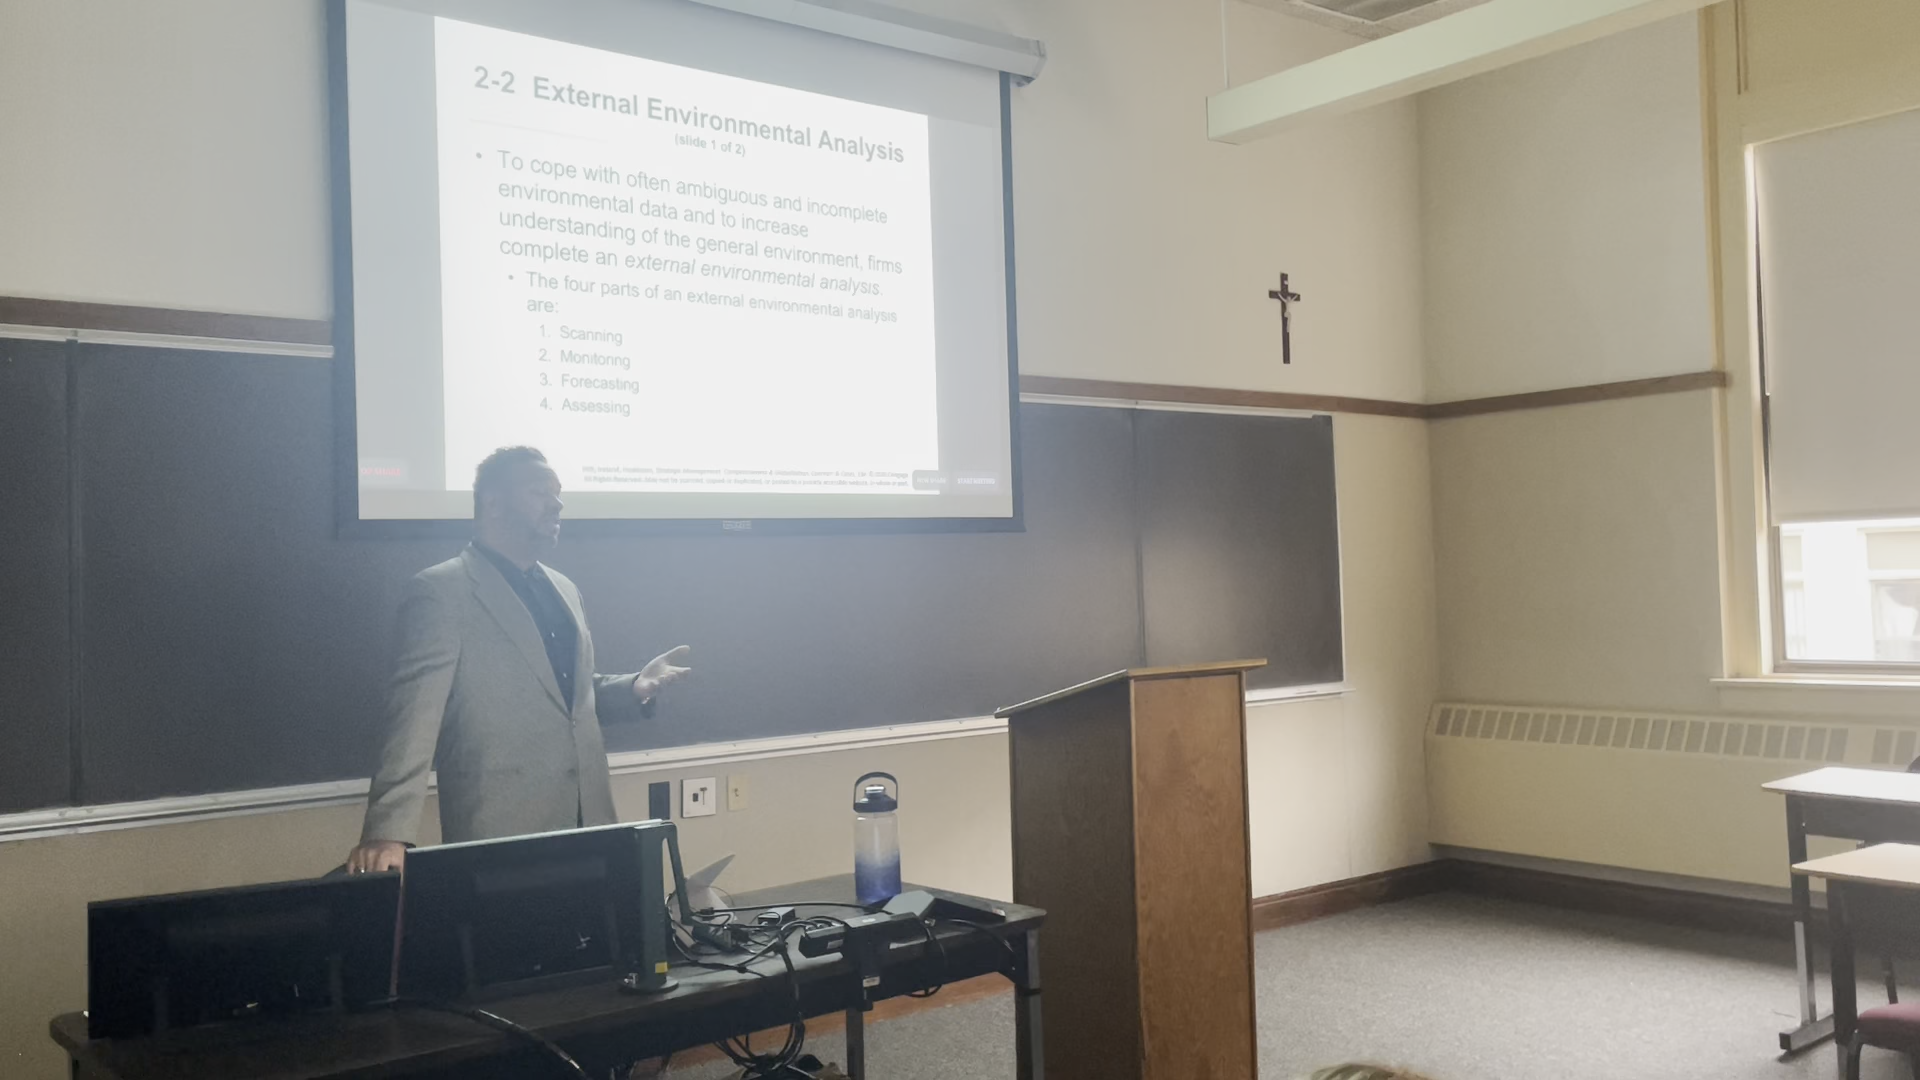 2-2 External Environmental Analysis
(slide 1 of 2)
• To cope with often ambiguous and incomplete
environmental data and to increase
understanding of the general environment, firms
complete an external environmental analysis.
• The four parts of an external environmental analysis
are:
1. Scanning
2. Monitoring
3. Forecasting
4. Assessing